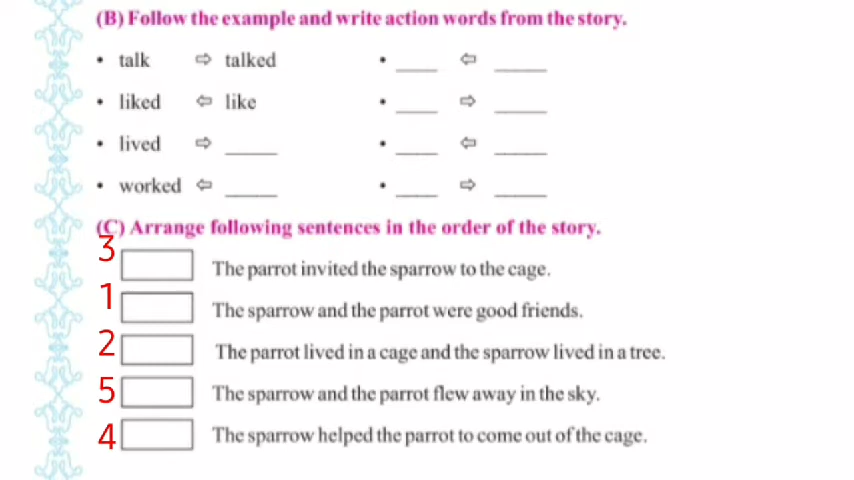 (B) Follow the example and write action words from the story.
• talk ⇨ talked • ____ ⇦ _____
• liked ⇦ like • ____ ⇨ _____
• lived ⇨ _____ • ____ ⇦ _____
• worked ⇦ _____ • ____ ⇨ _____
(C) Arrange following sentences in the order of the story.
3 The parrot invited the sparrow to the cage.
1 The sparrow and the parrot were good friends.
2 The parrot lived in a cage and the sparrow lived in a tree.
5 The sparrow and the parrot flew away in the sky.
4 The sparrow helped the parrot to come out of the cage.